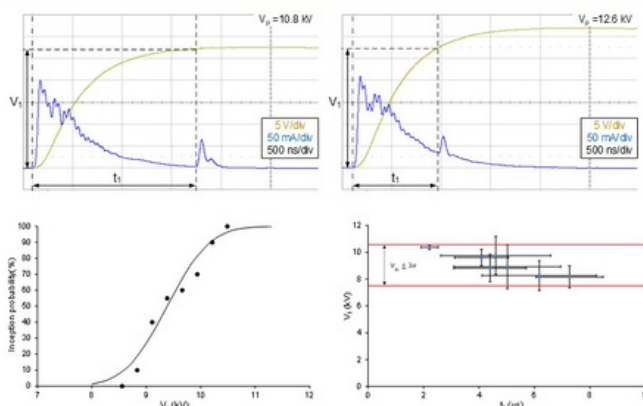 Vp =10.8 kV
V1
5 V/div
50 mA/div
500 ns/div
t1
Vp =12.6 kV
V1
5 V/div
50 mA/div
500 ns/div
t1
Inception probability(%)
100
90
80
70
60
50
40
30
20
10
0
7
8
9
10
11
12
(kV)
V1 (kV)
12
10
8
6
4
2
0
± 3σ
0
2
4
6
8